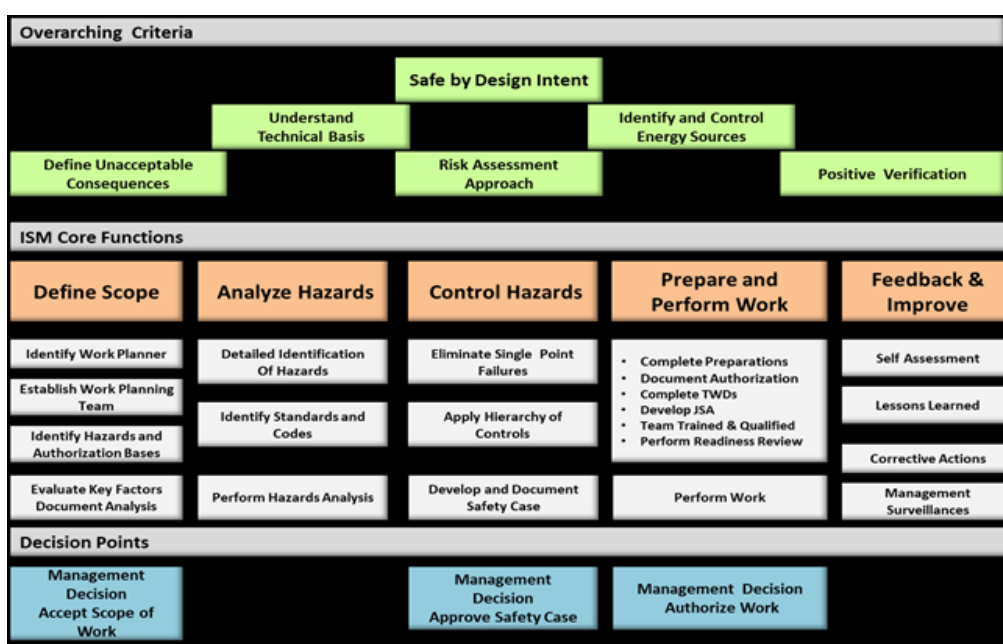 Overarching Criteria
Safe by Design Intent
Understand
Technical Basis
Identify and Control
Energy Sources
Define Unacceptable
Consequences
Risk Assessment
Approach
Positive Verification
ISM Core Functions
Define Scope
Analyze Hazards
Control Hazards
Prepare and
Perform Work
Feedback &
Improve
Identify Work Planner
Establish Work Planning
Team
Identify Hazards and
Authorization Bases
Evaluate Key Factors
Document Analysis
Detailed Identification
Of Hazards
Identify Standards and
Codes
Perform Hazards Analysis
Eliminate Single Point
Failures
Apply Hierarchy of
Controls
Develop and Document
Safety Case
• Complete Preparations
• Document Authorization
• Complete TWDs
• Develop JSA
• Team Trained & Qualified
• Perform Readiness Review
Perform Work
Self Assessment
Lessons Learned
Corrective Actions
Management
Surveillances
Decision Points
Management
Decision
Accept Scope of
Work
Management
Decision
Approve Safety Case
Management Decision
Authorize Work